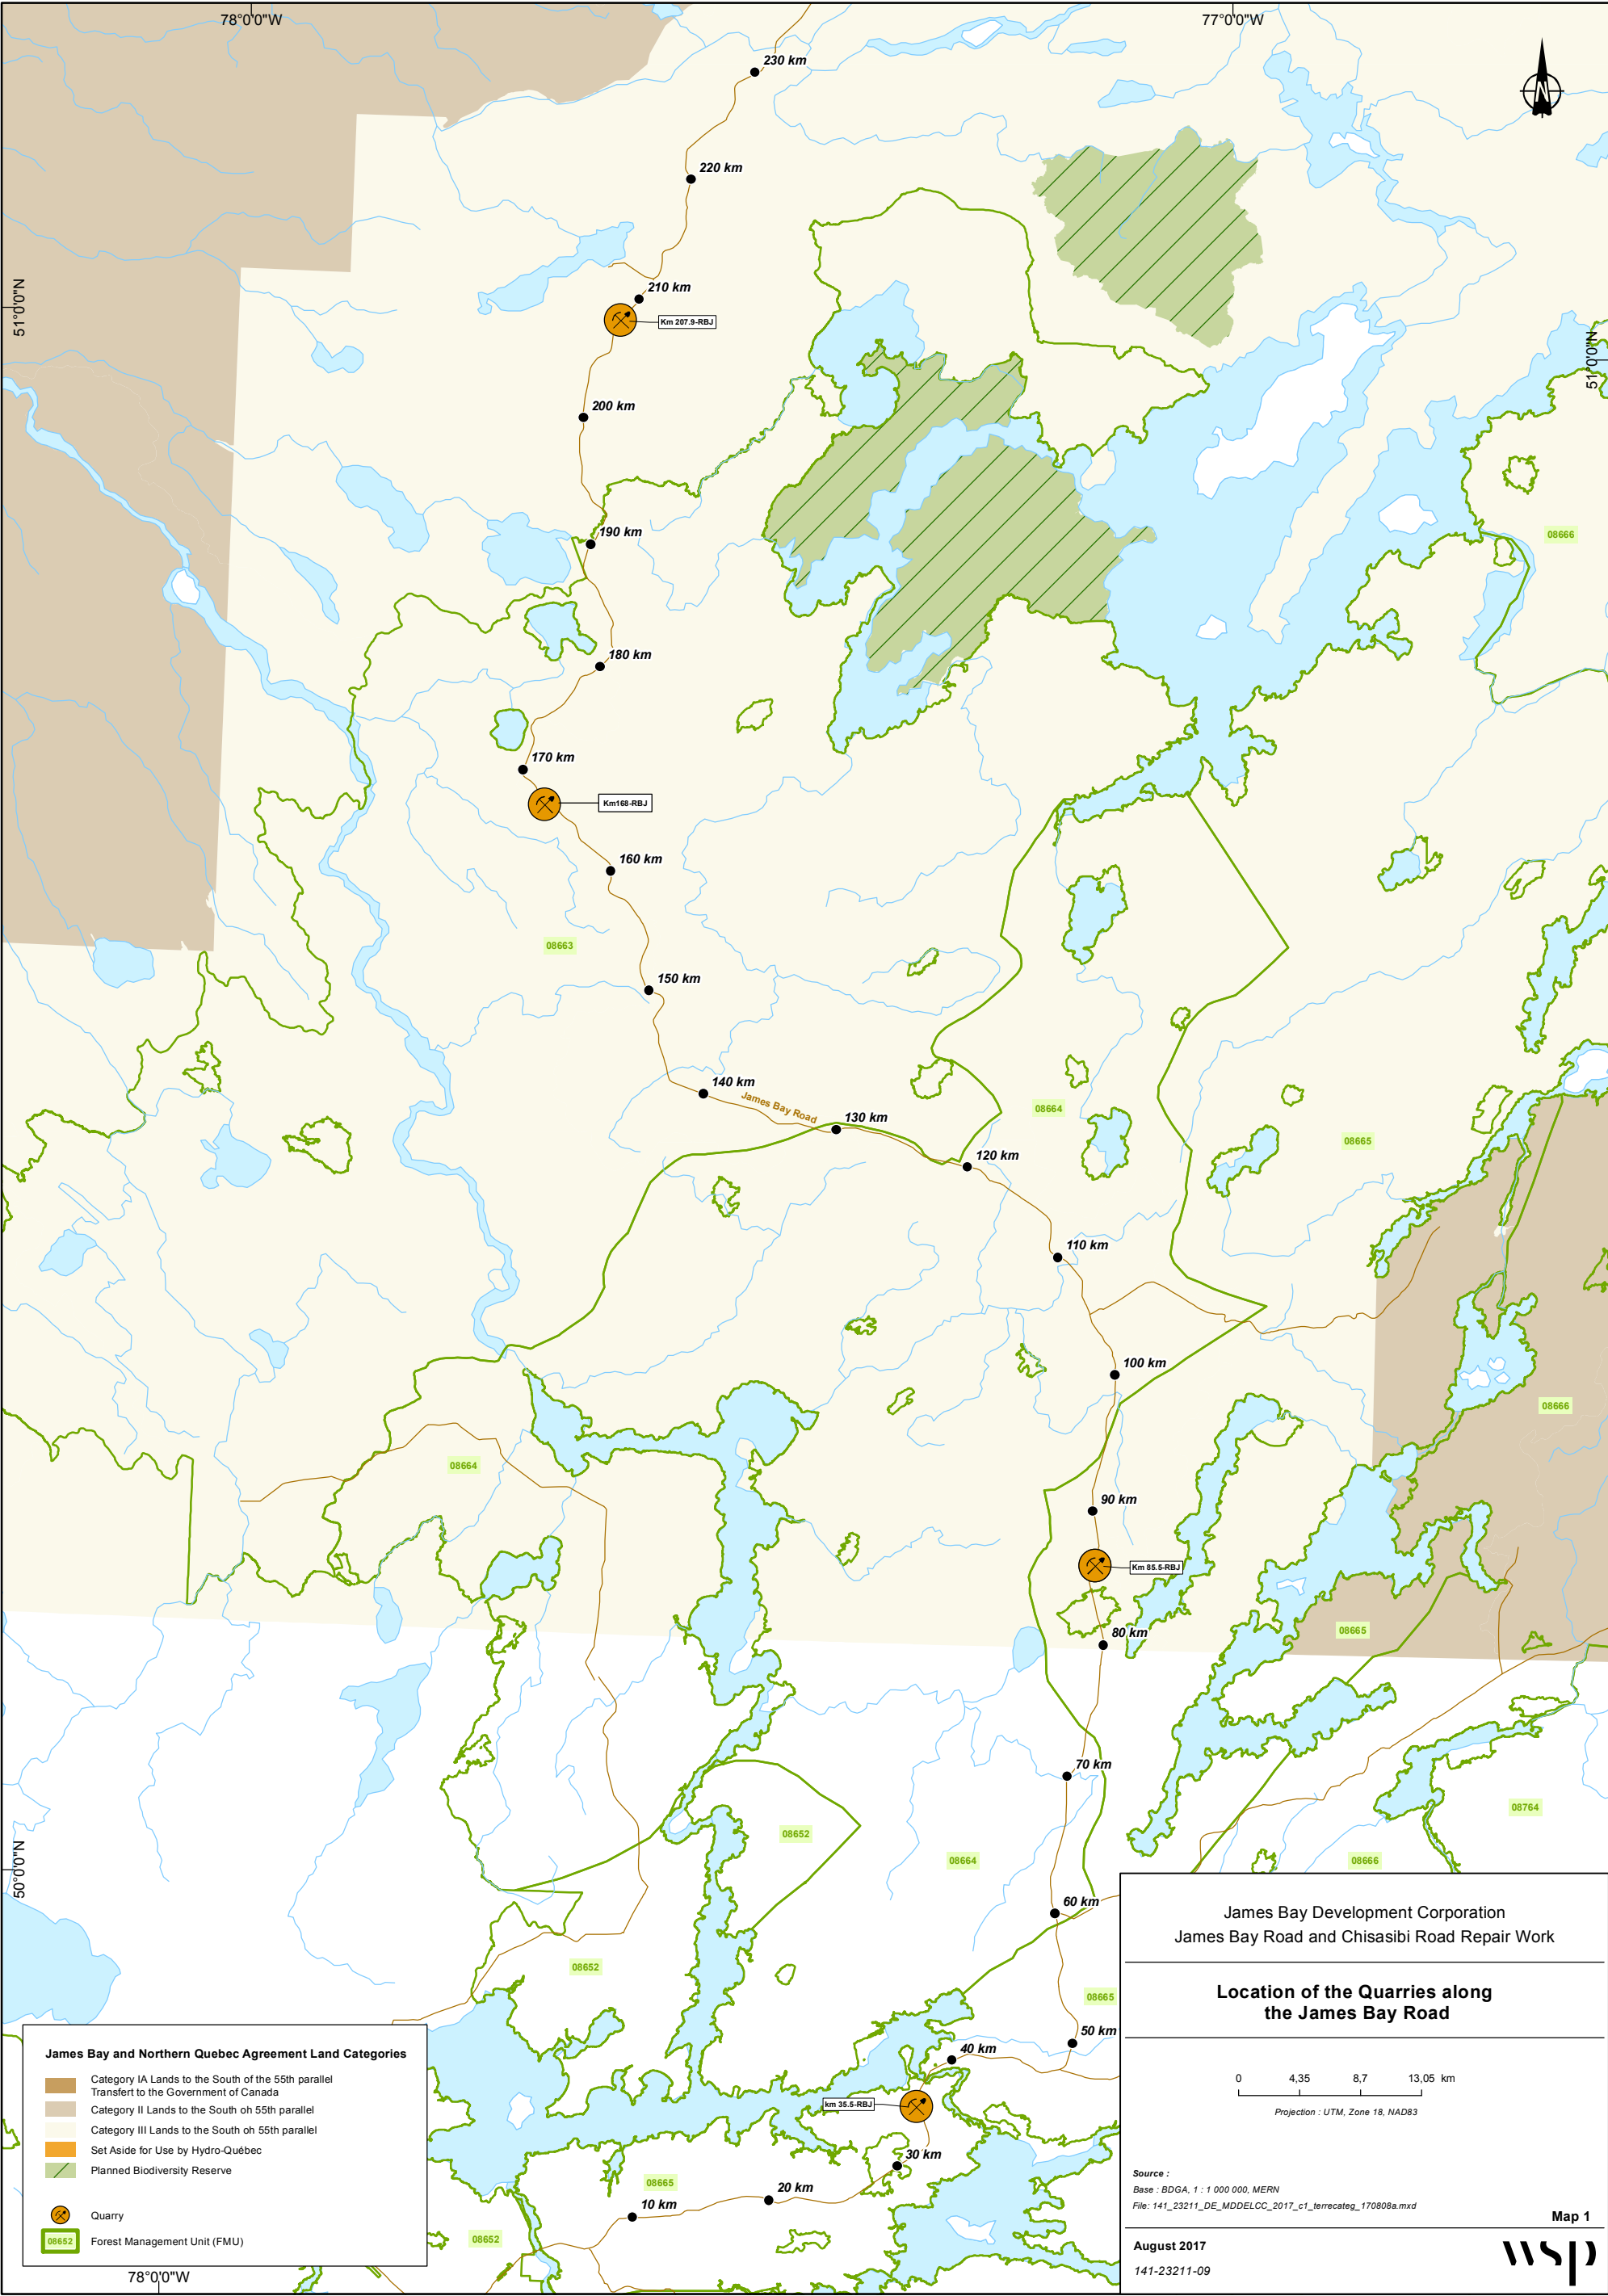 78°0'0"W
77°0'0"W
230 km
220 km
51°0'0"N
210 km
Km 207.9-RBJ
51°0'0"N
200 km
190 km
08666
180 km
170 km
Km168-RBJ
160 km
08663
150 km
140 km
James Bay Road
130 km
08664
08665
120 km
110 km
100 km
08666
08664
90 km
Km 85.5-RBJ
80 km
08665
70 km
08652
08764
08664
08666
50°0'0"N
60 km
08652
08665
50 km
40 km
km 35.5-RBJ
30 km
08665
20 km
10 km
08652
78°0'0"W
James Bay and Northern Quebec Agreement Land Categories
Category IA Lands to the South of the 55th parallel
Transfert to the Government of Canada
Category II Lands to the South oh 55th parallel
Category III Lands to the South oh 55th parallel
Set Aside for Use by Hydro-Québec
Planned Biodiversity Reserve
Quarry
08652
Forest Management Unit (FMU)
James Bay Development Corporation
James Bay Road and Chisasibi Road Repair Work
Location of the Quarries along
the James Bay Road
0 4,35 8,7 13,05 km
Projection : UTM, Zone 18, NAD83
Source :
Base : BDGA, 1 : 1 000 000, MERN
File: 141_23211_DE_MDDELCC_2017_c1_terrecateg_170808a.mxd
Map 1
August 2017
141-23211-09
wsp
N